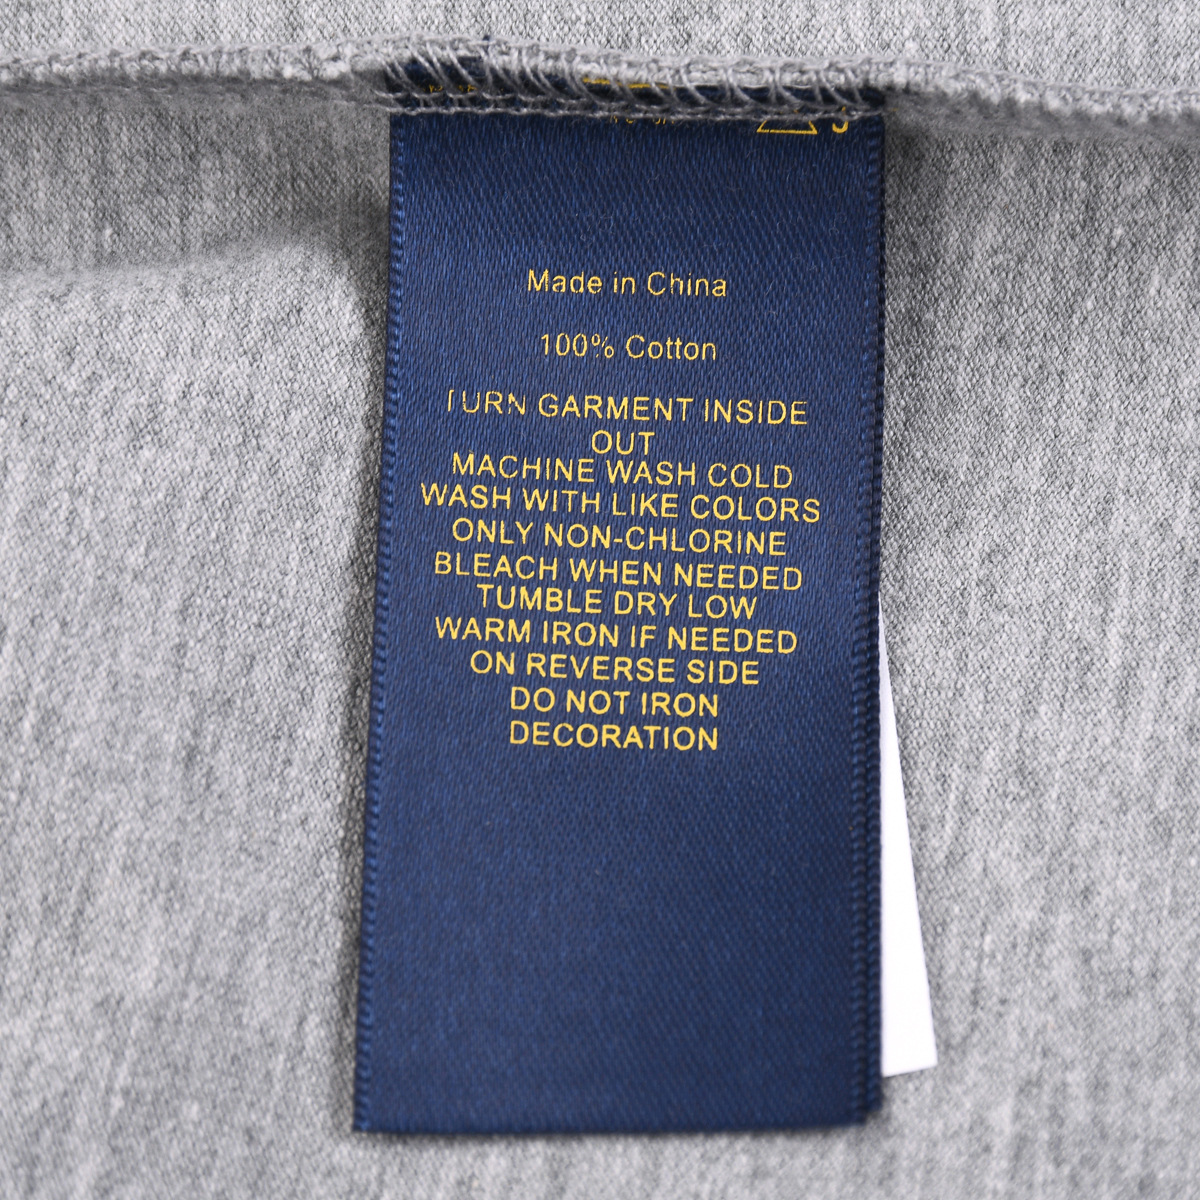 Made in China
100% Cotton
TURN GARMENT INSIDE
OUT
MACHINE WASH COLD
WASH WITH LIKE COLORS
ONLY NON-CHLORINE
BLEACH WHEN NEEDED
TUMBLE DRY LOW
WARM IRON IF NEEDED
ON REVERSE SIDE
DO NOT IRON
DECORATION